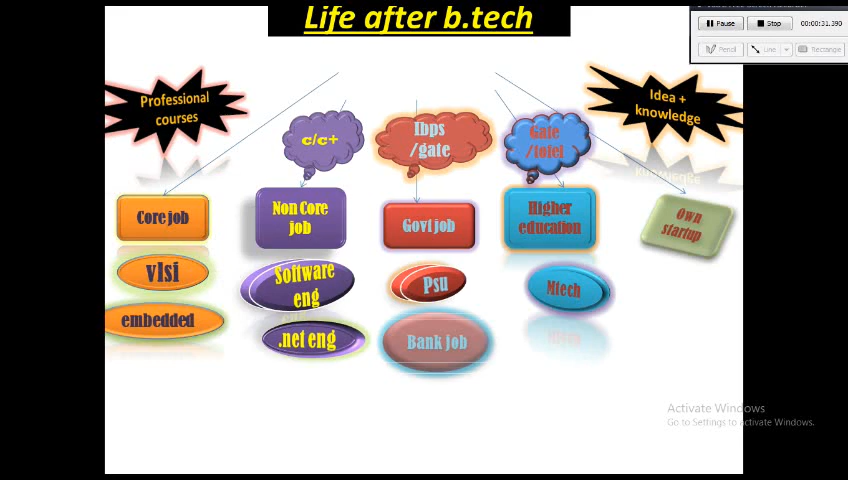 Life after b.tech
Pause
Stop
00:00:31.390
Pencil
Line
Rectangle
Professional
courses
c/c+
Ibps
/gate
Gate
/tofel
Idea +
knowledge
Core job
Non Core
job
Govt job
Higher
education
Own
startup
vlsi
Software
eng
Psu
Mtech
embedded
.net eng
Bank job
Activate Windows
Go to Settings to activate Windows.